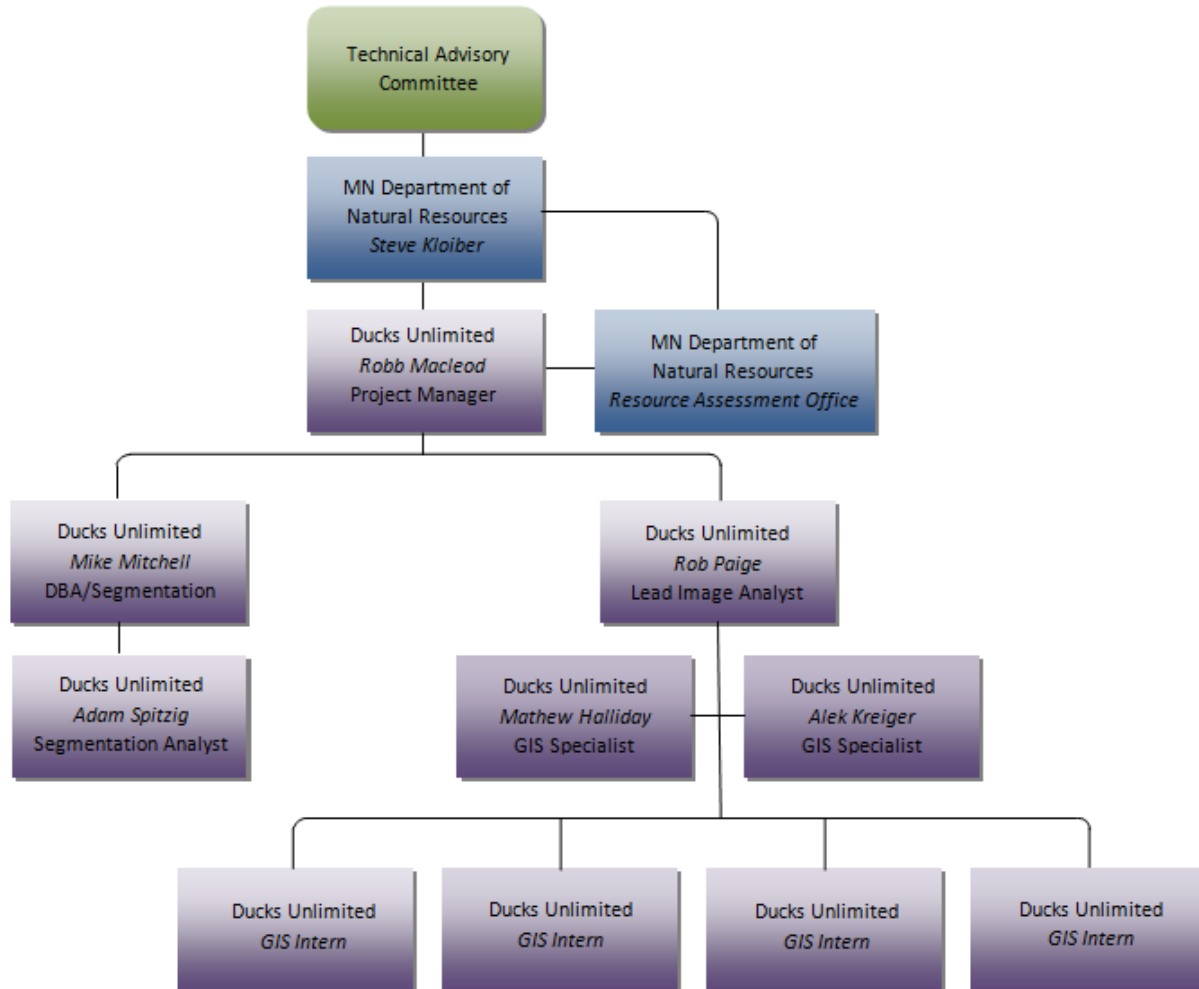 Technical Advisory
Committee
MN Department of
Natural Resources
Steve Kloiber
Ducks Unlimited
Robb Macleod
Project Manager
MN Department of
Natural Resources
Resource Assessment Office
Ducks Unlimited
Mike Mitchell
DBA/Segmentation
Ducks Unlimited
Rob Paige
Lead Image Analyst
Ducks Unlimited
Adam Spitzig
Segmentation Analyst
Ducks Unlimited
Mathew Halliday
GIS Specialist
Ducks Unlimited
Alek Kreiger
GIS Specialist
Ducks Unlimited
GIS Intern
Ducks Unlimited
GIS Intern
Ducks Unlimited
GIS Intern
Ducks Unlimited
GIS Intern